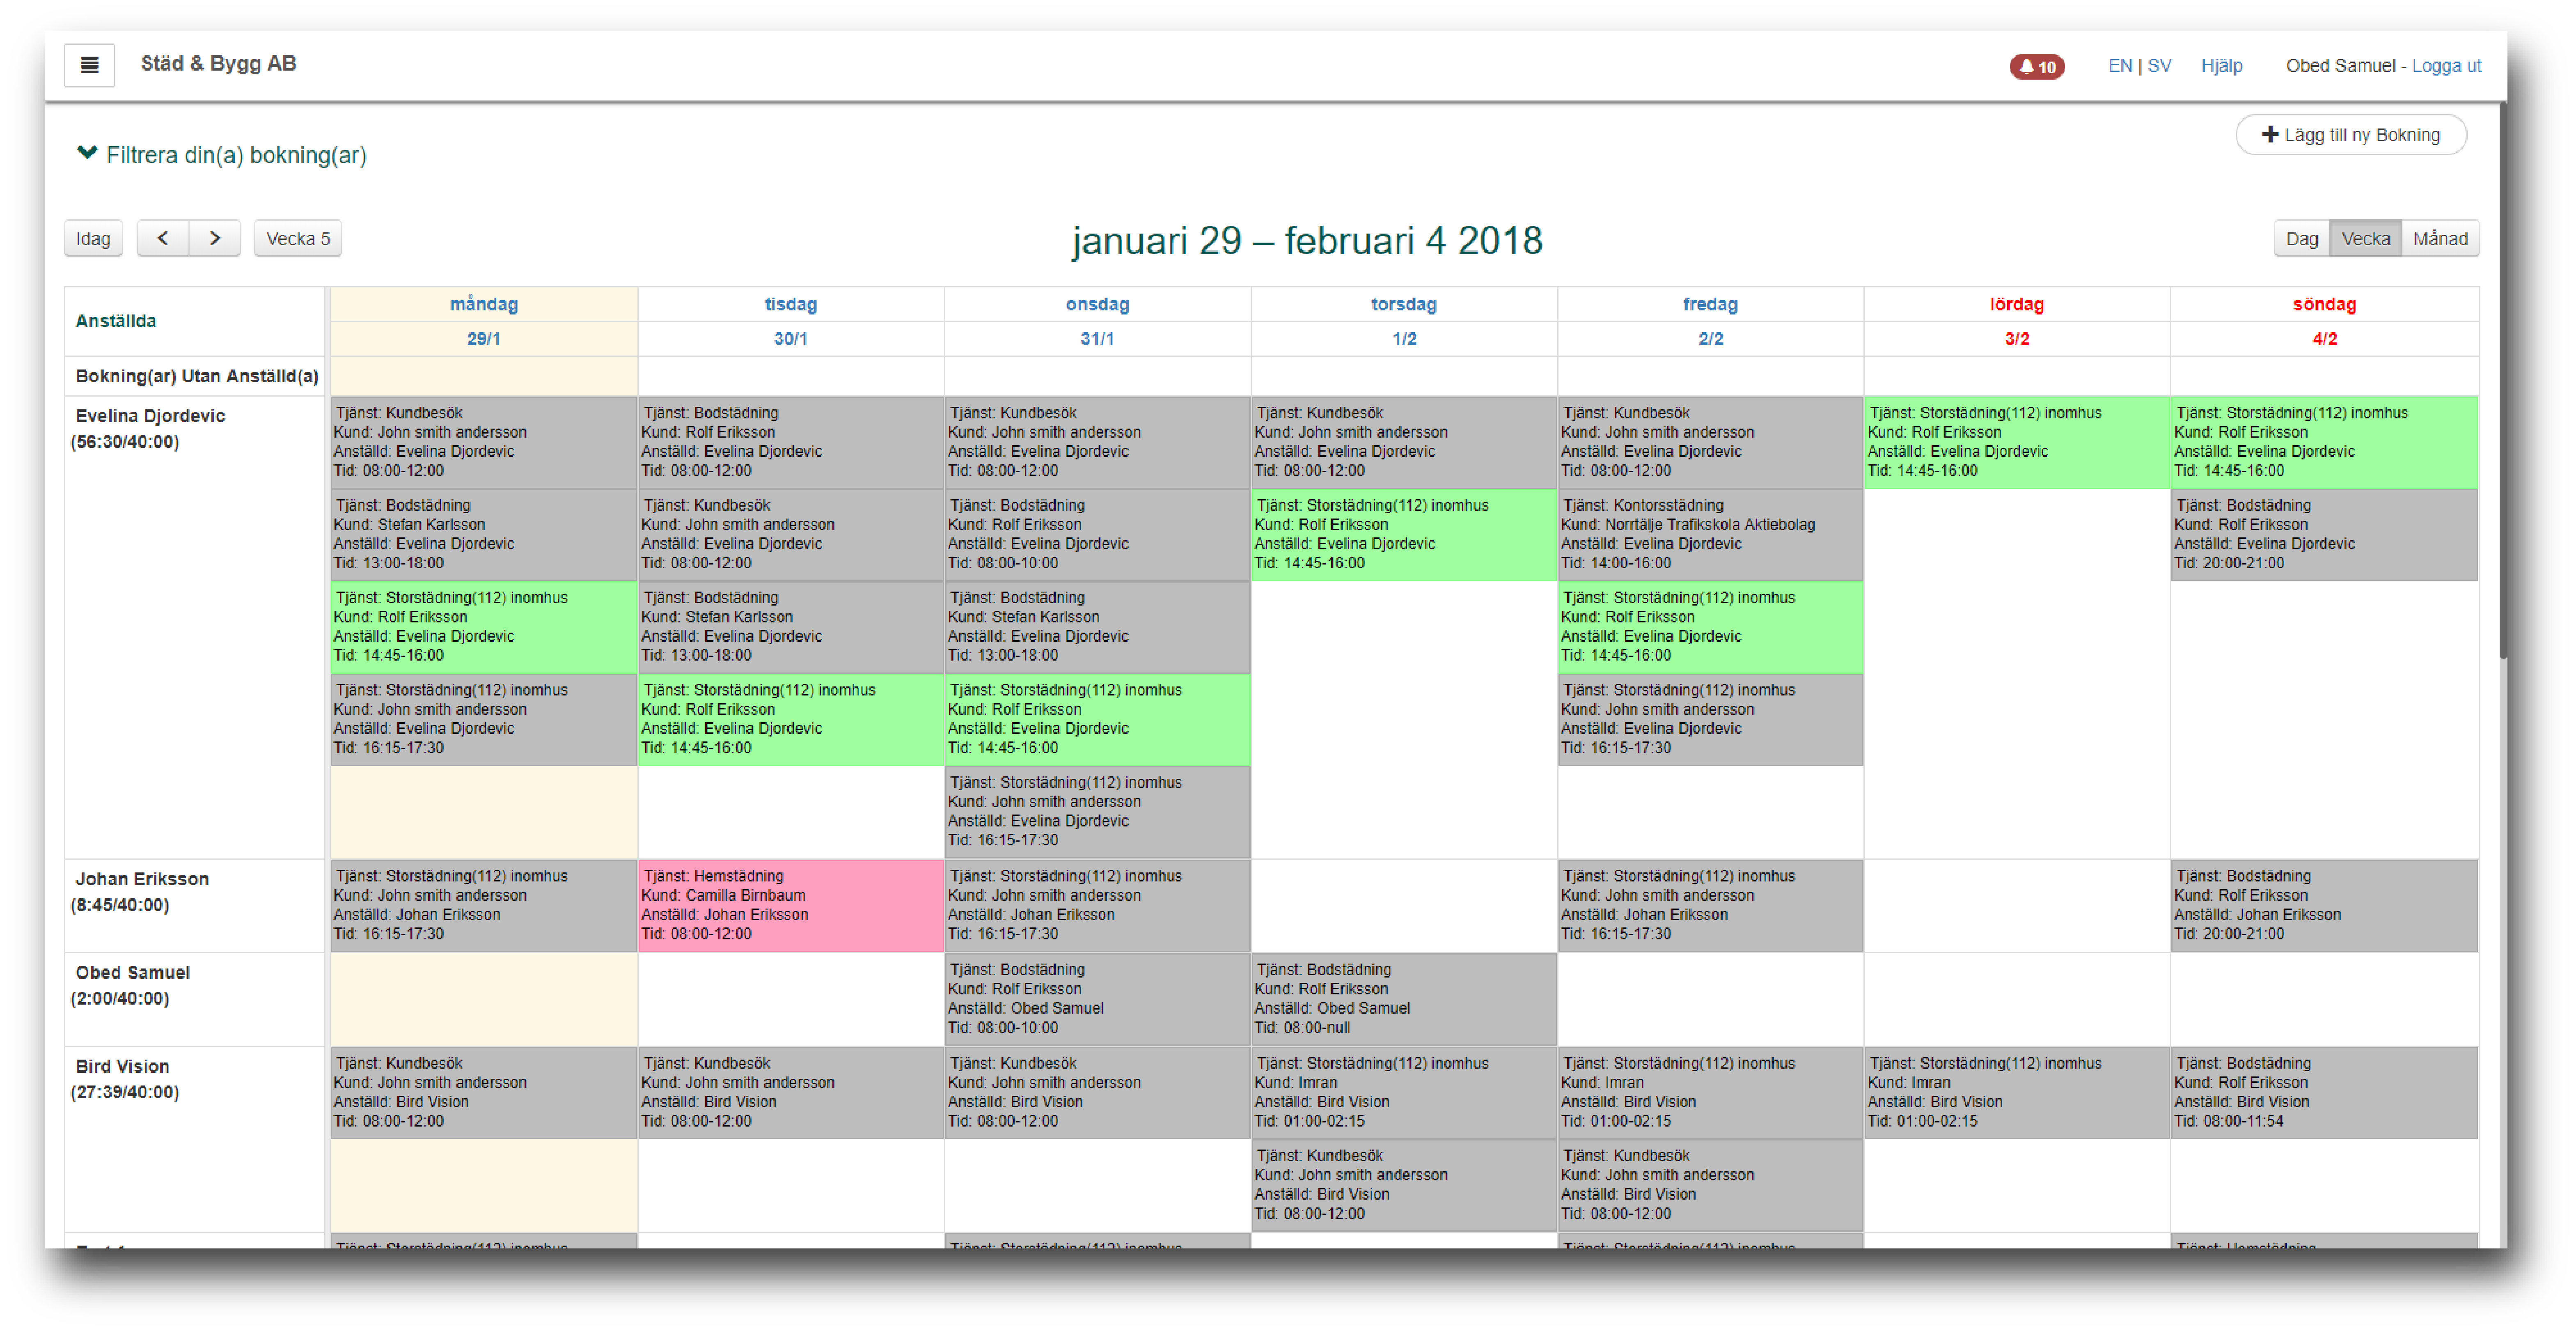 Städ & Bygg AB
10
EN | SV
Hjälp
Obed Samuel - Logga ut
Filtrera din(a) bokning(ar)
Lägg till ny Bokning
Idag
Vecka 5
januari 29 – februari 4 2018
Dag
Vecka
Månad
Anställda
måndag
tisdag
onsdag
torsdag
fredag
lördag
söndag
29/1
30/1
31/1
1/2
2/2
3/2
4/2
Bokning(ar) Utan Anställd(a)
Evelina Djordevic
(56:30/40:00)
Tjänst: Kundbesök
Kund: John smith andersson
Anställd: Evelina Djordevic
Tid: 08:00-12:00
Tjänst: Bodstädning
Kund: Rolf Eriksson
Anställd: Evelina Djordevic
Tid: 08:00-12:00
Tjänst: Kundbesök
Kund: John smith andersson
Anställd: Evelina Djordevic
Tid: 08:00-12:00
Tjänst: Kundbesök
Kund: John smith andersson
Anställd: Evelina Djordevic
Tid: 08:00-12:00
Tjänst: Kundbesök
Kund: John smith andersson
Anställd: Evelina Djordevic
Tid: 08:00-12:00
Tjänst: Storstädning(112) inomhus
Kund: Rolf Eriksson
Anställd: Evelina Djordevic
Tid: 14:45-16:00
Tjänst: Storstädning(112) inomhus
Kund: Rolf Eriksson
Anställd: Evelina Djordevic
Tid: 14:45-16:00
Tjänst: Bodstädning
Kund: Stefan Karlsson
Anställd: Evelina Djordevic
Tid: 13:00-18:00
Tjänst: Kundbesök
Kund: John smith andersson
Anställd: Evelina Djordevic
Tid: 08:00-12:00
Tjänst: Bodstädning
Kund: Rolf Eriksson
Anställd: Evelina Djordevic
Tid: 08:00-10:00
Tjänst: Storstädning(112) inomhus
Kund: Rolf Eriksson
Anställd: Evelina Djordevic
Tid: 14:45-16:00
Tjänst: Kontorsstädning
Kund: Norrtälje Trafikskola Aktiebolag
Anställd: Evelina Djordevic
Tid: 14:00-16:00
Tjänst: Bodstädning
Kund: Rolf Eriksson
Anställd: Evelina Djordevic
Tid: 20:00-21:00
Tjänst: Storstädning(112) inomhus
Kund: Rolf Eriksson
Anställd: Evelina Djordevic
Tid: 14:45-16:00
Tjänst: Bodstädning
Kund: Stefan Karlsson
Anställd: Evelina Djordevic
Tid: 13:00-18:00
Tjänst: Bodstädning
Kund: Stefan Karlsson
Anställd: Evelina Djordevic
Tid: 13:00-18:00
Tjänst: Storstädning(112) inomhus
Kund: Rolf Eriksson
Anställd: Evelina Djordevic
Tid: 14:45-16:00
Tjänst: Storstädning(112) inomhus
Kund: John smith andersson
Anställd: Evelina Djordevic
Tid: 16:15-17:30
Tjänst: Storstädning(112) inomhus
Kund: Rolf Eriksson
Anställd: Evelina Djordevic
Tid: 14:45-16:00
Tjänst: Storstädning(112) inomhus
Kund: Rolf Eriksson
Anställd: Evelina Djordevic
Tid: 14:45-16:00
Tjänst: Storstädning(112) inomhus
Kund: John smith andersson
Anställd: Evelina Djordevic
Tid: 16:15-17:30
Tjänst: Storstädning(112) inomhus
Kund: John smith andersson
Anställd: Evelina Djordevic
Tid: 16:15-17:30
Johan Eriksson
(8:45/40:00)
Tjänst: Storstädning(112) inomhus
Kund: John smith andersson
Anställd: Johan Eriksson
Tid: 16:15-17:30
Tjänst: Hemstädning
Kund: Camilla Birnbaum
Anställd: Johan Eriksson
Tid: 08:00-12:00
Tjänst: Storstädning(112) inomhus
Kund: John smith andersson
Anställd: Johan Eriksson
Tid: 16:15-17:30
Tjänst: Storstädning(112) inomhus
Kund: John smith andersson
Anställd: Johan Eriksson
Tid: 16:15-17:30
Tjänst: Bodstädning
Kund: Rolf Eriksson
Anställd: Johan Eriksson
Tid: 20:00-21:00
Obed Samuel
(2:00/40:00)
Tjänst: Bodstädning
Kund: Rolf Eriksson
Anställd: Obed Samuel
Tid: 08:00-10:00
Tjänst: Bodstädning
Kund: Rolf Eriksson
Anställd: Obed Samuel
Tid: 08:00-null
Bird Vision
(27:39/40:00)
Tjänst: Kundbesök
Kund: John smith andersson
Anställd: Bird Vision
Tid: 08:00-12:00
Tjänst: Kundbesök
Kund: John smith andersson
Anställd: Bird Vision
Tid: 08:00-12:00
Tjänst: Kundbesök
Kund: John smith andersson
Anställd: Bird Vision
Tid: 08:00-12:00
Tjänst: Storstädning(112) inomhus
Kund: Imran
Anställd: Bird Vision
Tid: 01:00-02:15
Tjänst: Storstädning(112) inomhus
Kund: Imran
Anställd: Bird Vision
Tid: 01:00-02:15
Tjänst: Storstädning(112) inomhus
Kund: Imran
Anställd: Bird Vision
Tid: 01:00-02:15
Tjänst: Bodstädning
Kund: Rolf Eriksson
Anställd: Bird Vision
Tid: 08:00-11:54
Tjänst: Kundbesök
Kund: John smith andersson
Anställd: Bird Vision
Tid: 08:00-12:00
Tjänst: Kundbesök
Kund: John smith andersson
Anställd: Bird Vision
Tid: 08:00-12:00
Tjänst: Storstädning(112) inomhus
Tjänst: Storstädning(112) inomhus
Tjänst: Storstädning(112) inomhus
Tjänst: Hemstädning